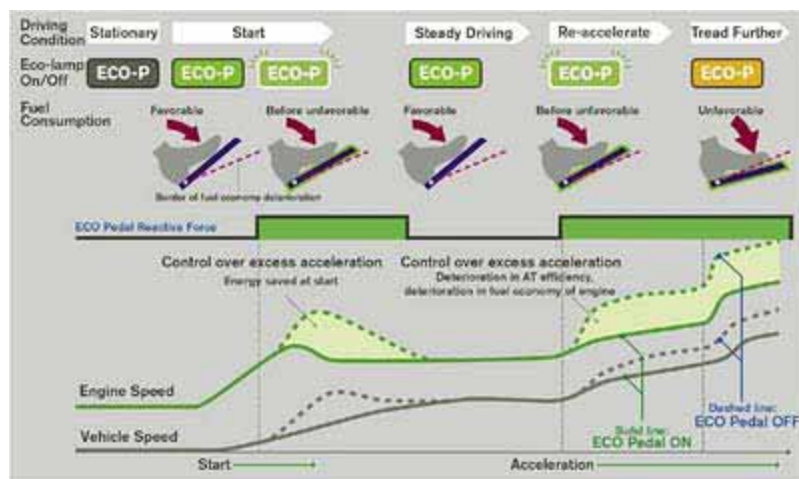 Driving
Condition
Stationary
Start
Steady Driving
Re-accelerate
Tread Further
Eco-lamp
On/Off
ECO-P
ECO-P
ECO-P
ECO-P
ECO-P
ECO-P
Fuel
Consumption
Favorable
Before unfavorable
Favorable
Before unfavorable
Unfavorable
Border of fuel economy deterioration
ECO Pedal Reactive Force
Control over excess acceleration
Energy saved at start
Control over excess acceleration
Deterioration in AT efficiency,
deterioration in fuel economy of engine
Engine Speed
Vehicle Speed
Solid line:
ECO Pedal ON
Dashed line:
ECO Pedal OFF
Start
Acceleration